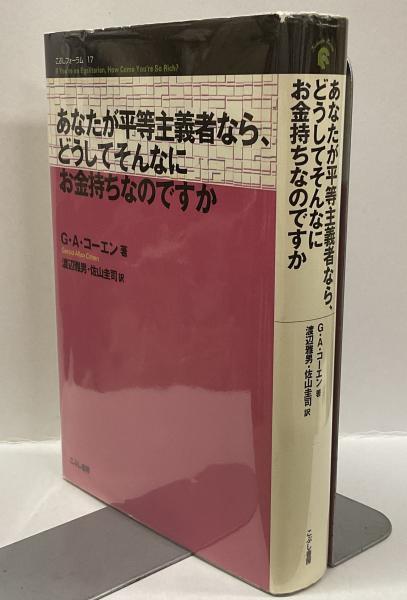 こぶしフォーラム 17
If You're an Egalitarian, How Come You're So Rich?
あなたが平等主義者なら、
どうしてそんなに
お金持ちなのですか
G・A・コーエン 著
Gerald Allan Cohen
渡辺雅男・佐山圭司 訳
こぶし書房
あなたが平等主義者なら、
どうしてそんなに
お金持ちなのですか
G・A・コーエン 著
渡辺雅男・佐山圭司 訳
こぶし書房